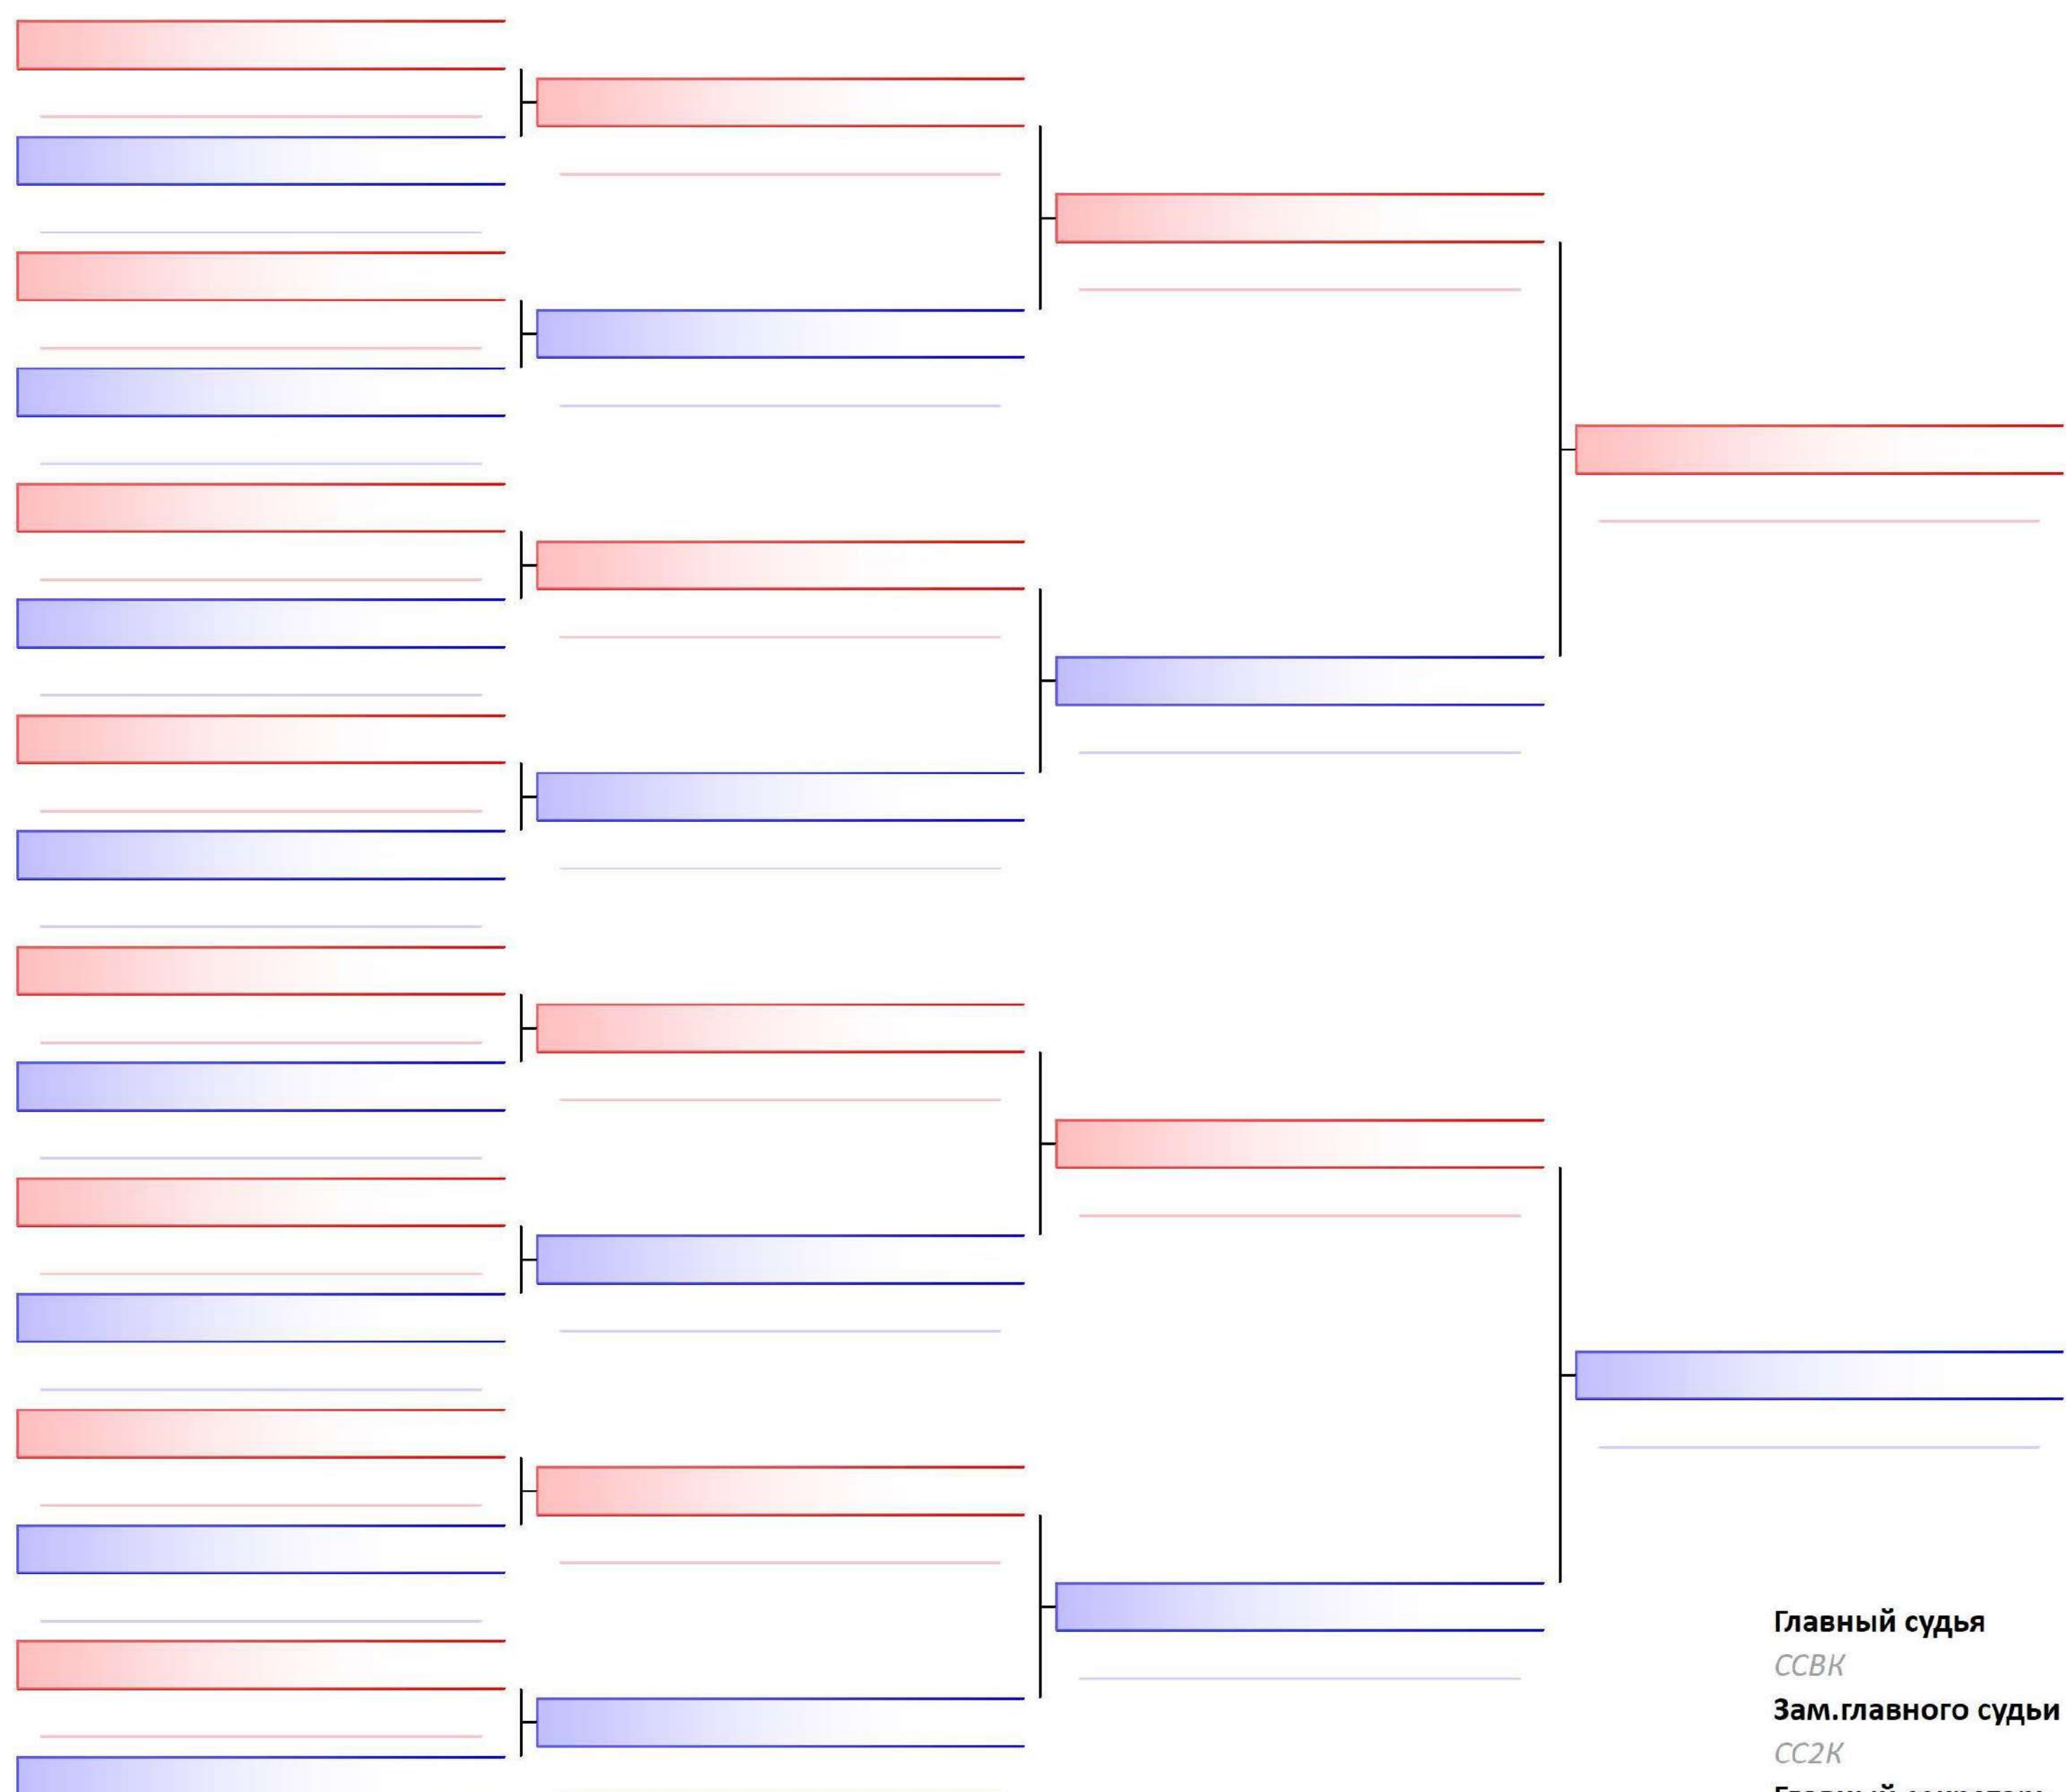 Главный судья
ССВК
Зам.главного судьи
СС2К